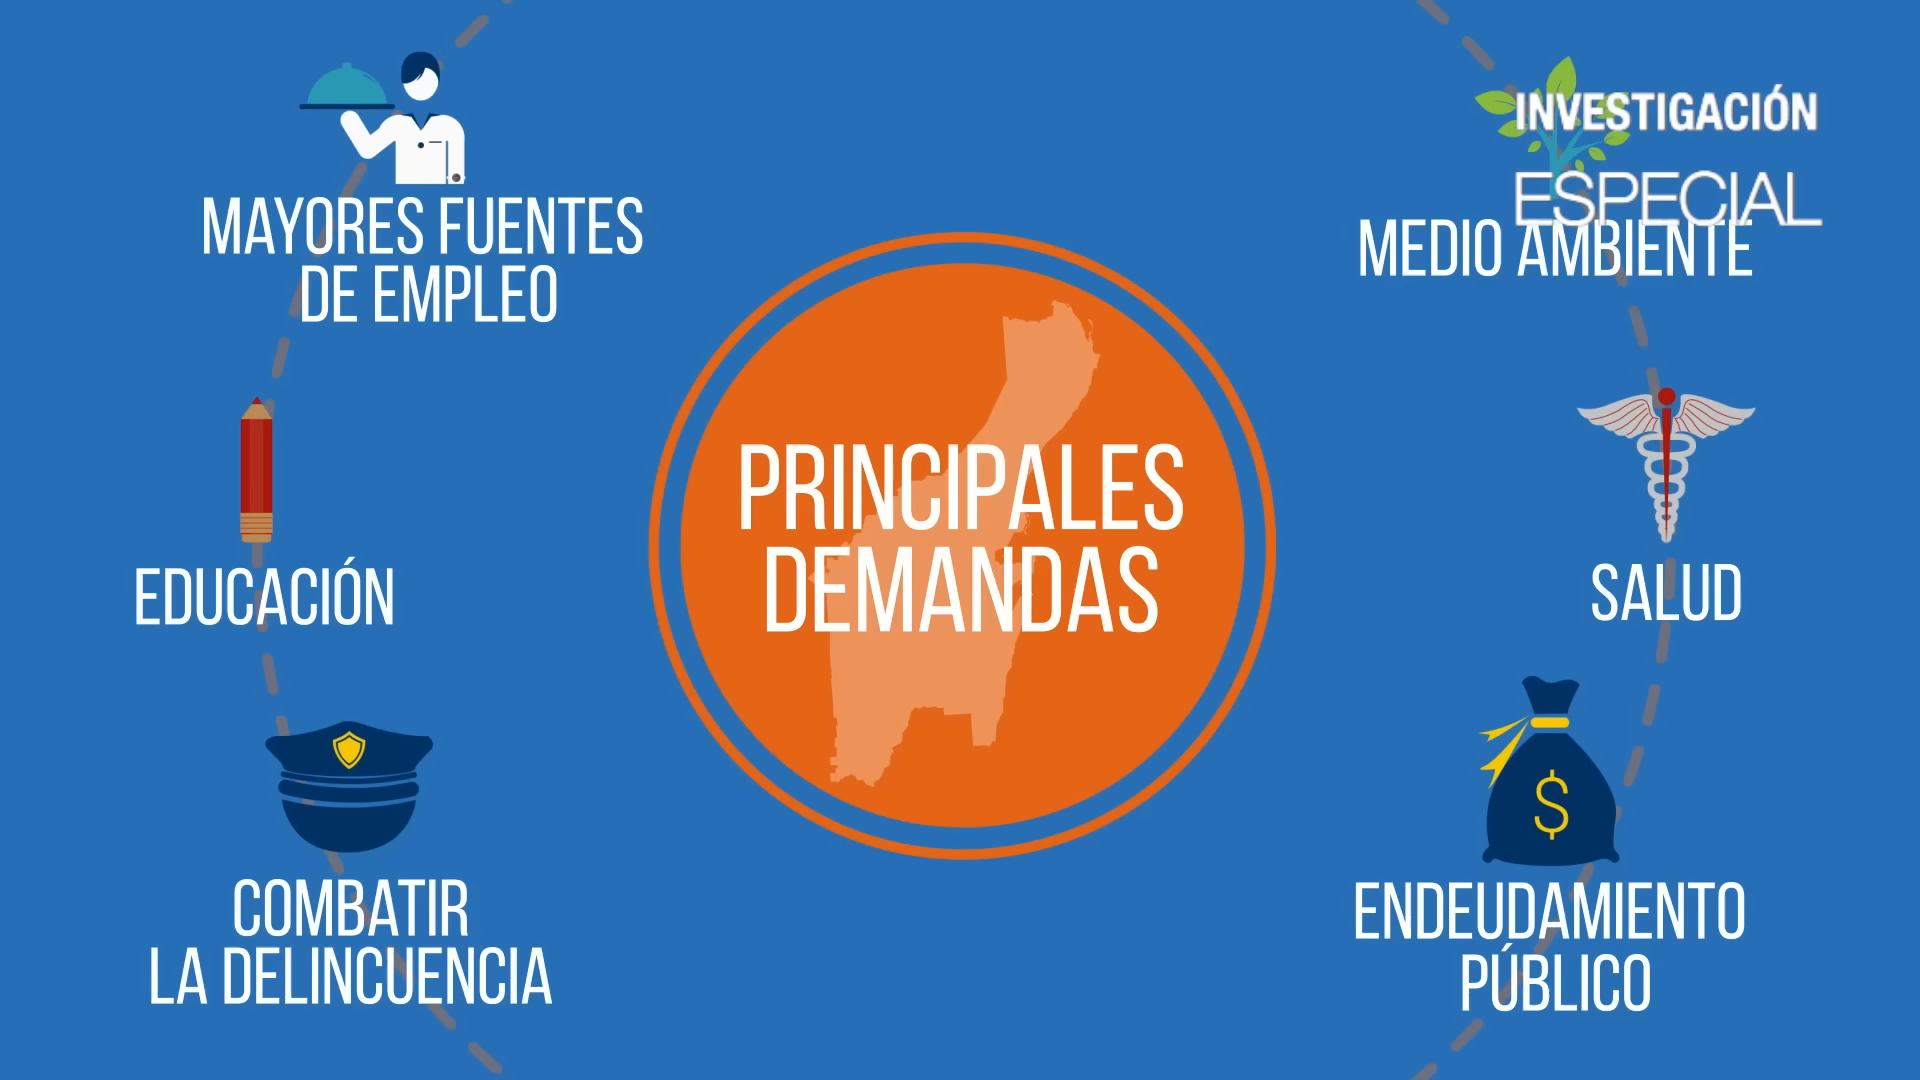 MAYORES FUENTES
DE EMPLEO
EDUCACIÓN
COMBATIR
LA DELINCUENCIA
PRINCIPALES
DEMANDAS
INVESTIGACIÓN
ESPECIAL
MEDIO AMBIENTE
SALUD
$
ENDEUDAMIENTO
PÚBLICO